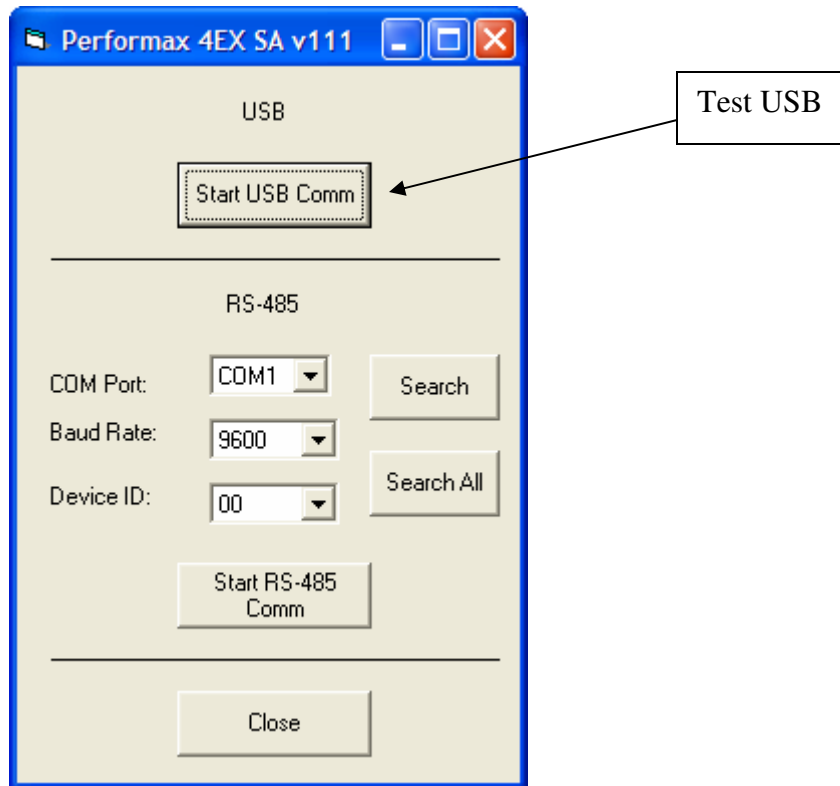 Performax 4EX SA v111
Test USB
USB
Start USB Comm
RS-485
COM Port:
COM1
Search
Baud Rate:
9600
Search All
Device ID:
00
Start RS-485
Comm
Close